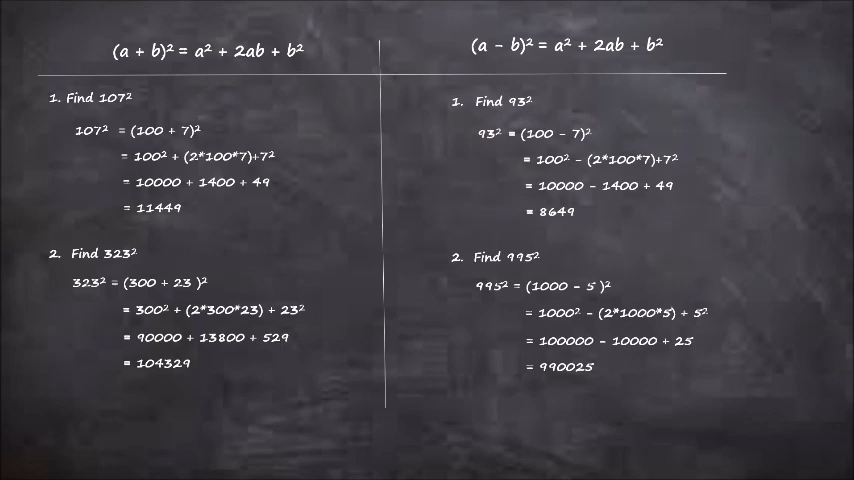 (a + b)² = a² + 2ab + b²
1. Find 107²
107² = (100 + 7)²
= 100² + (2*100*7)+7²
= 10000 + 1400 + 49
= 11449
2. Find 323²
323² = (300 + 23 )²
= 300² + (2*300*23) + 23²
= 90000 + 13800 + 529
= 104329
(a - b)² = a² + 2ab + b²
1. Find 93²
93² = (100 - 7)²
= 100² - (2*100*7)+7²
= 10000 - 1400 + 49
= 8649
2. Find 995²
995² = (1000 - 5 )²
= 1000² - (2*1000*5) + 5²
= 100000 - 10000 + 25
= 990025